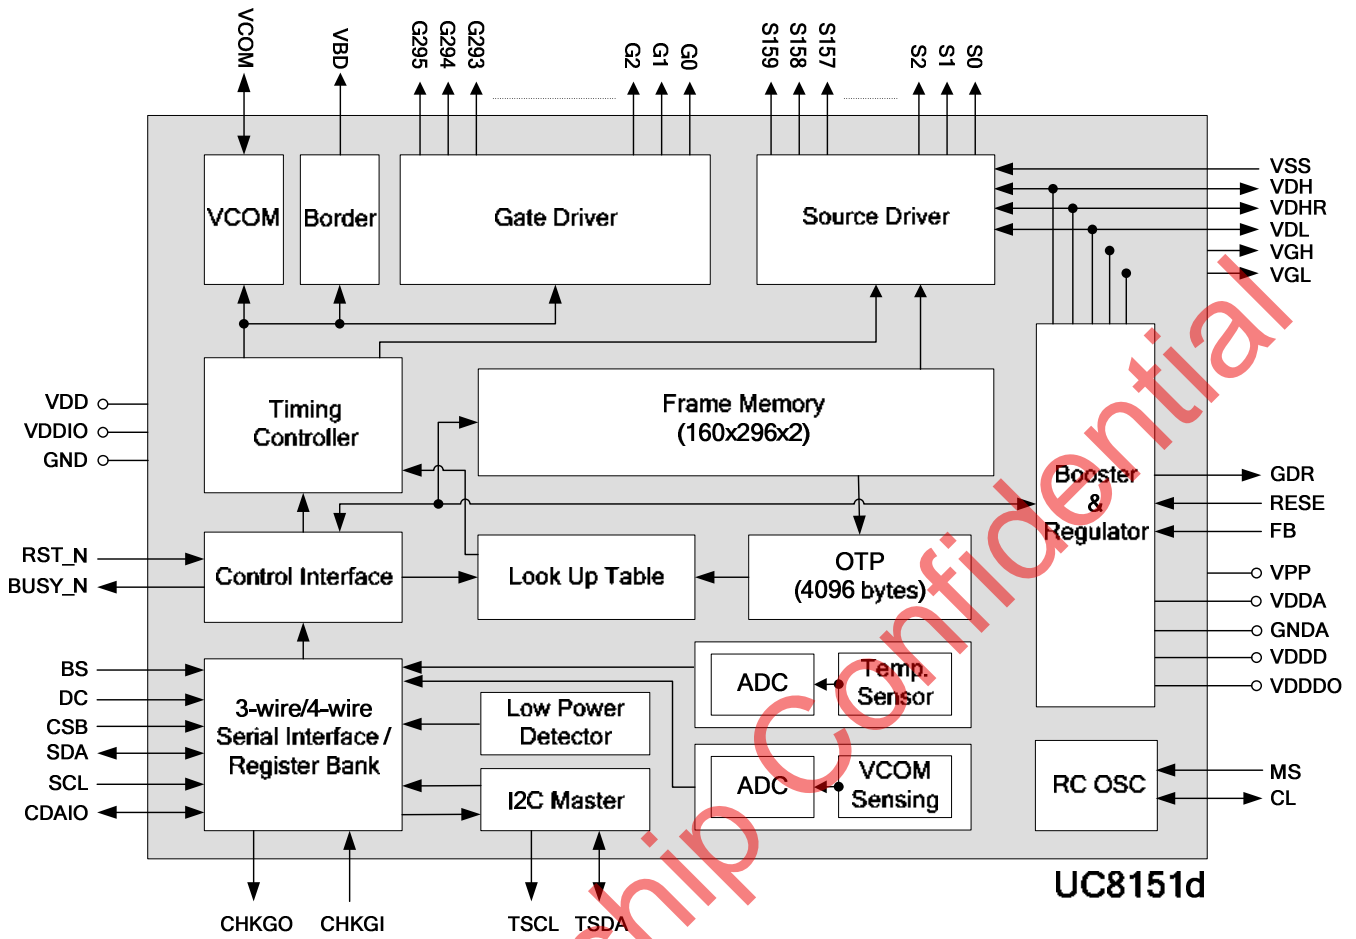 VCOM
VBD
G295
G294
G293
G2
G1
G0
S159
S158
S157
S2
S1
S0
VCOM
Border
Gate Driver
Source Driver
VSS
VDH
VDHR
VDL
VGH
VGL
VDD
VDDIO
GND
Timing
Controller
Frame Memory
(160x296x2)
Booster
&
Regulator
GDR
RESE
FB
VPP
VDDA
GNDA
VDDD
VDDDO
RST_N
BUSY_N
Control Interface
Look Up Table
OTP
(4096 bytes)
BS
DC
CSB
SDA
SCL
CDAIO
3-wire/4-wire
Serial Interface /
Register Bank
Low Power
Detector
I2C Master
ADC
Temp.
Sensor
ADC
VCOM
Sensing
RC OSC
MS
CL
UC8151d
CHKGO
CHKGI
TSCL
TSDA
chip Confidential